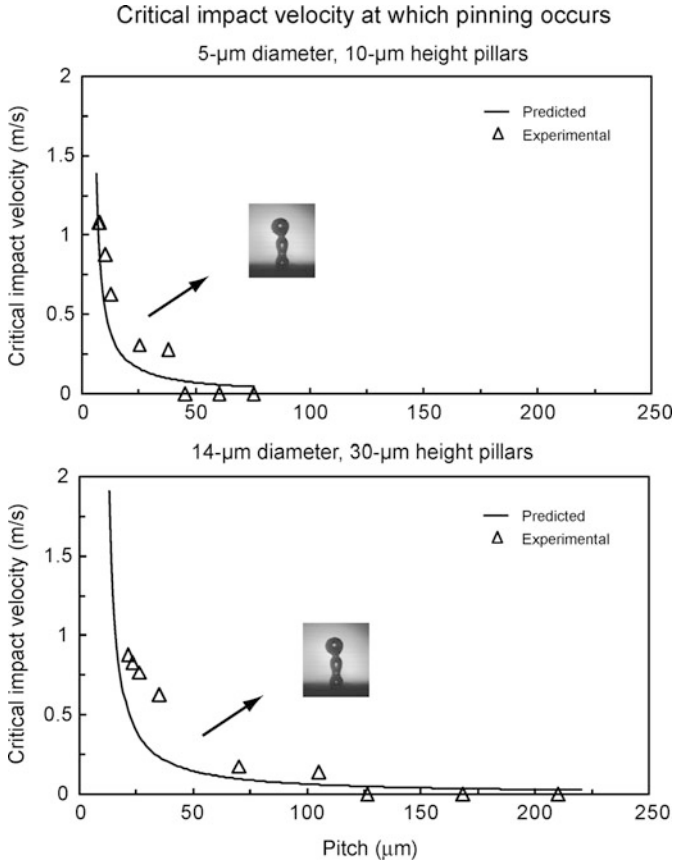 Critical impact velocity at which pinning occurs
5-μm diameter, 10-μm height pillars
2
1.5
1
0.5
0
Critical impact velocity (m/s)
Predicted
Experimental
0 50 100 150 200 250
14-μm diameter, 30-μm height pillars
2
1.5
1
0.5
0
Critical impact velocity (m/s)
Predicted
Experimental
0 50 100 150 200 250
Pitch (μm)